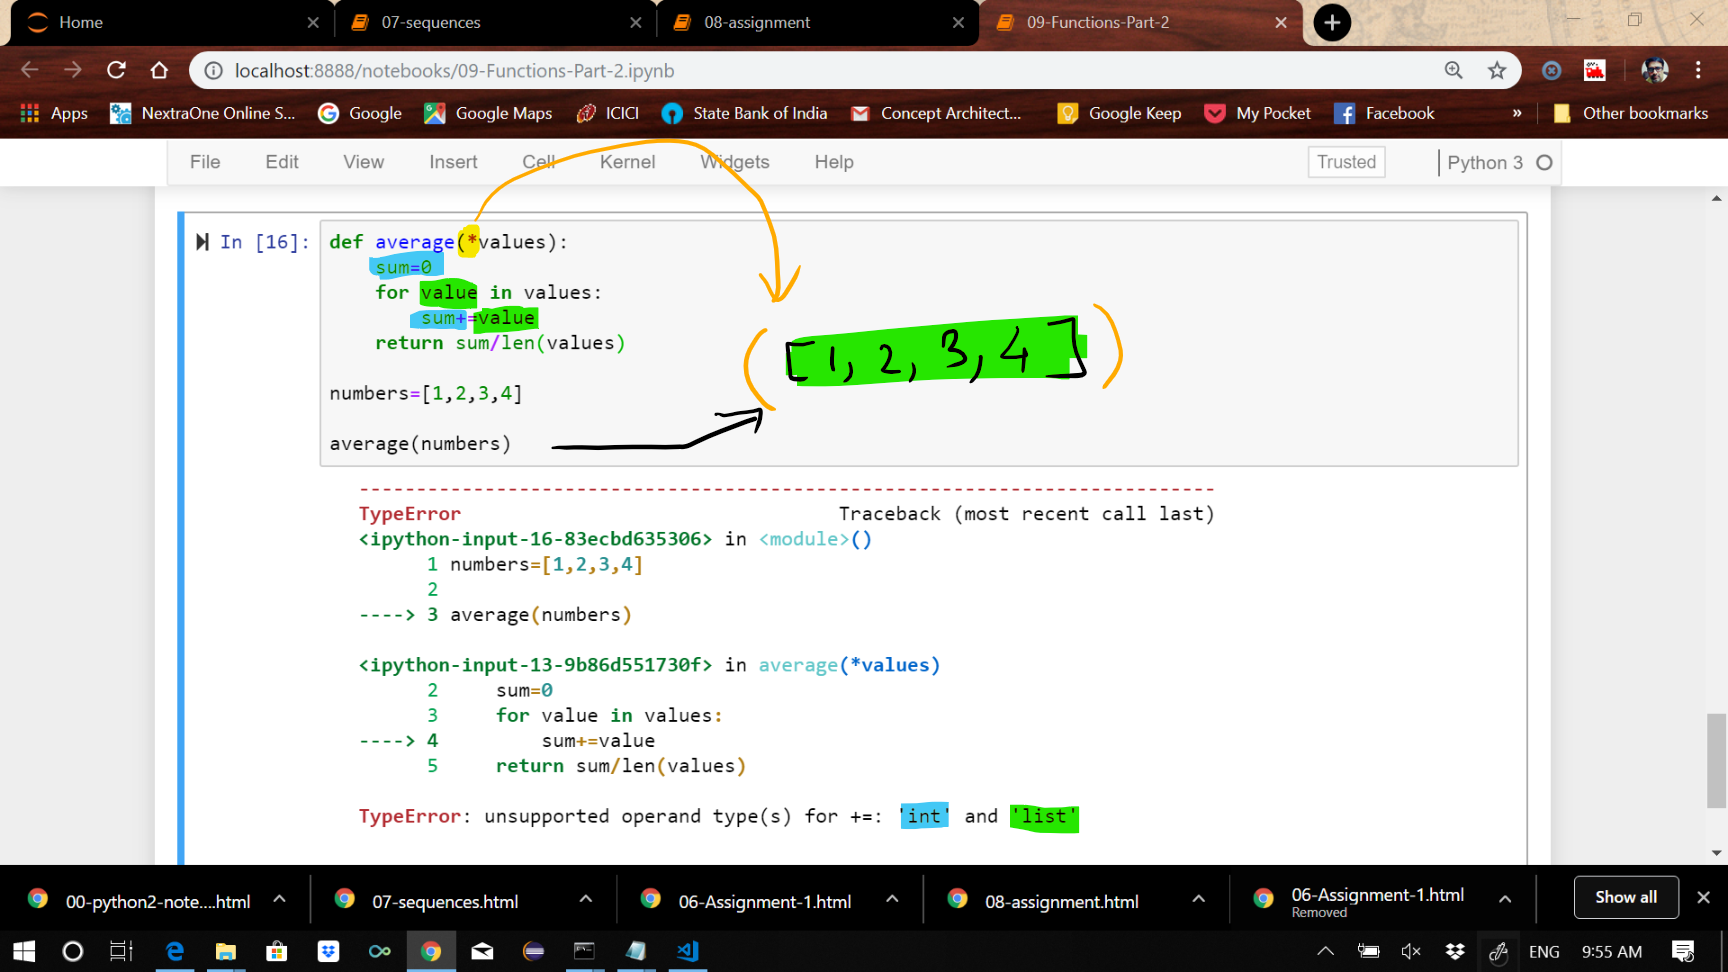 Home
07-sequences
08-assignment
09-Functions-Part-2
localhost:8888/notebooks/09-Functions-Part-2.ipynb
Apps NextraOne Online S... Google Google Maps ICICI State Bank of India Concept Architect... Google Keep My Pocket Facebook » Other bookmarks
File Edit View Insert Cell Kernel Widgets Help Trusted Python 3
In [16]: def average(*values):
sum=0
for value in values:
sum+=value
return sum/len(values)
([1, 2, 3, 4])
numbers=[1,2,3,4]
average(numbers)
---------------------------------------------------------------------------
TypeError Traceback (most recent call last)
<ipython-input-16-83ecbd635306> in <module>()
1 numbers=[1,2,3,4]
2
----> 3 average(numbers)
<ipython-input-13-9b86d551730f> in average(*values)
2 sum=0
3 for value in values:
----> 4 sum+=value
5 return sum/len(values)
TypeError: unsupported operand type(s) for +=: 'int' and 'list'
00-python2-note....html
07-sequences.html
06-Assignment-1.html
08-assignment.html
06-Assignment-1.html
Removed
Show all
ENG 9:55 AM